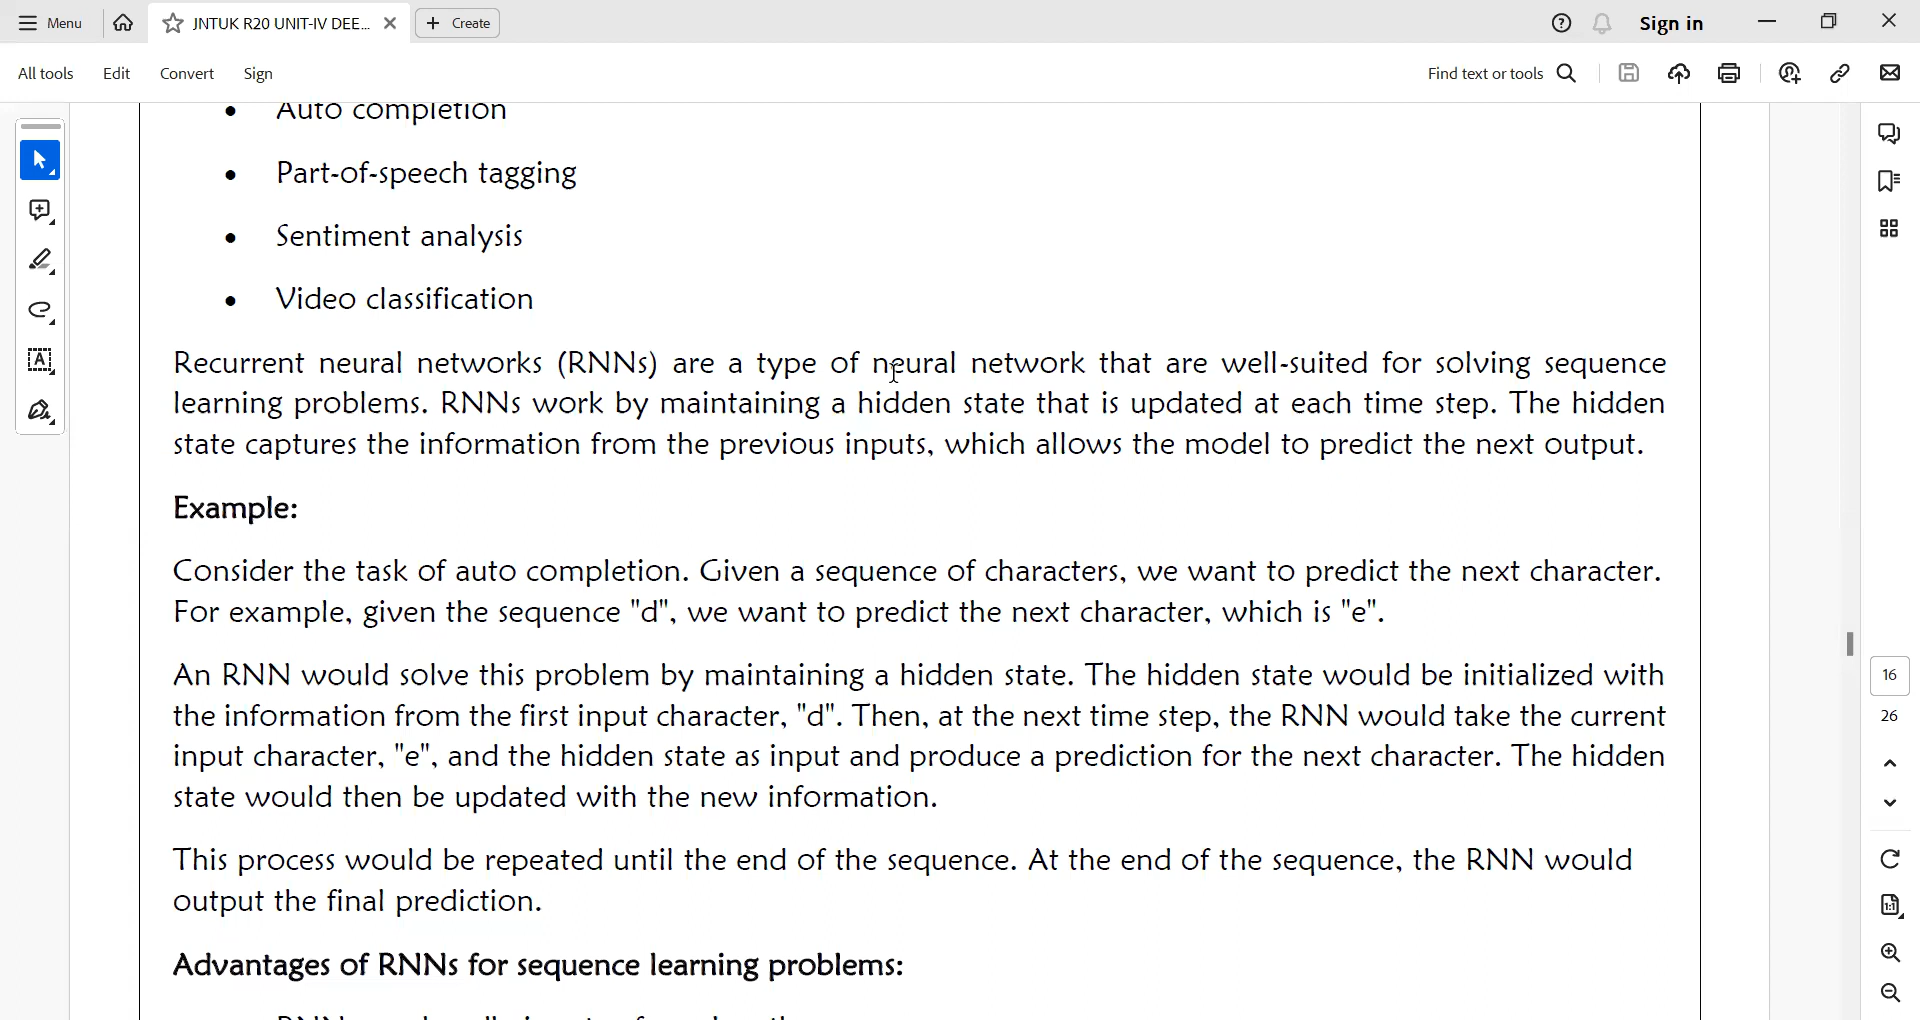 Menu
JNTUK R20 UNIT-IV DEE...
Create
Sign in
All tools
Edit
Convert
Sign
Find text or tools
• Auto completion
• Part-of-speech tagging
• Sentiment analysis
• Video classification
Recurrent neural networks (RNNs) are a type of neural network that are well-suited for solving sequence
learning problems. RNNs work by maintaining a hidden state that is updated at each time step. The hidden
state captures the information from the previous inputs, which allows the model to predict the next output.
Example:
Consider the task of auto completion. Given a sequence of characters, we want to predict the next character.
For example, given the sequence "d", we want to predict the next character, which is "e".
An RNN would solve this problem by maintaining a hidden state. The hidden state would be initialized with
the information from the first input character, "d". Then, at the next time step, the RNN would take the current
input character, "e", and the hidden state as input and produce a prediction for the next character. The hidden
state would then be updated with the new information.
This process would be repeated until the end of the sequence. At the end of the sequence, the RNN would
output the final prediction.
Advantages of RNNs for sequence learning problems:
16
26